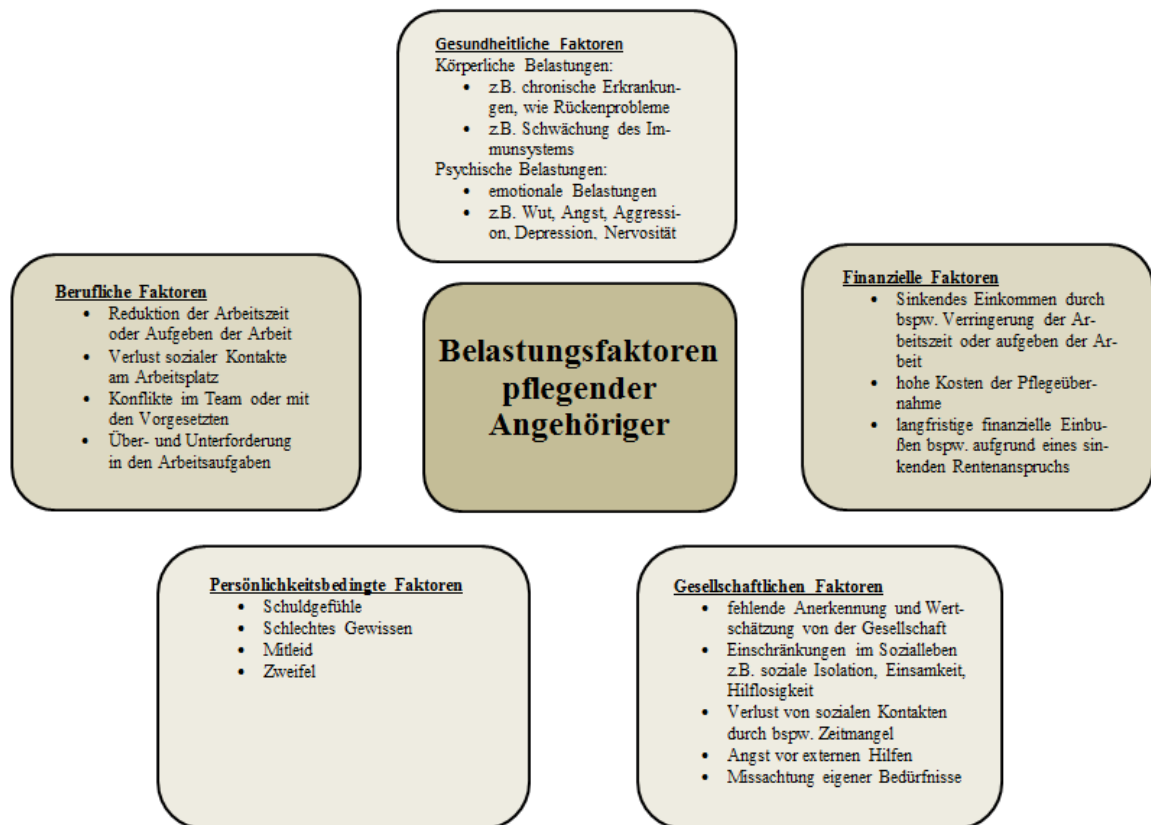 Gesundheitliche Faktoren
Körperliche Belastungen:
• z.B. chronische Erkrankun-
gen, wie Rückenprobleme
• z.B. Schwächung des Im-
munsystems
Psychische Belastungen:
• emotionale Belastungen
• z.B. Wut, Angst, Aggressi-
on, Depression, Nervosität
Berufliche Faktoren
• Reduktion der Arbeitszeit
oder Aufgeben der Arbeit
• Verlust sozialer Kontakte
am Arbeitsplatz
• Konflikte im Team oder mit
den Vorgesetzten
• Über- und Unterforderung
in den Arbeitsaufgaben
Belastungsfaktoren
pflegender
Angehöriger
Finanzielle Faktoren
• Sinkendes Einkommen durch
bspw. Verringerung der Ar-
beitszeit oder aufgeben der Ar-
beit
• hohe Kosten der Pflegeüber-
nahme
• langfristige finanzielle Einbu-
ßen bspw. aufgrund eines sin-
kenden Rentenanspruchs
Persönlichkeitsbedingte Faktoren
• Schuldgefühle
• Schlechtes Gewissen
• Mitleid
• Zweifel
Gesellschaftlichen Faktoren
• fehlende Anerkennung und Wert-
schätzung von der Gesellschaft
• Einschränkungen im Sozialleben
z.B. soziale Isolation, Einsamkeit,
Hilflosigkeit
• Verlust von sozialen Kontakten
durch bspw. Zeitmangel
• Angst vor externen Hilfen
• Missachtung eigener Bedürfnisse